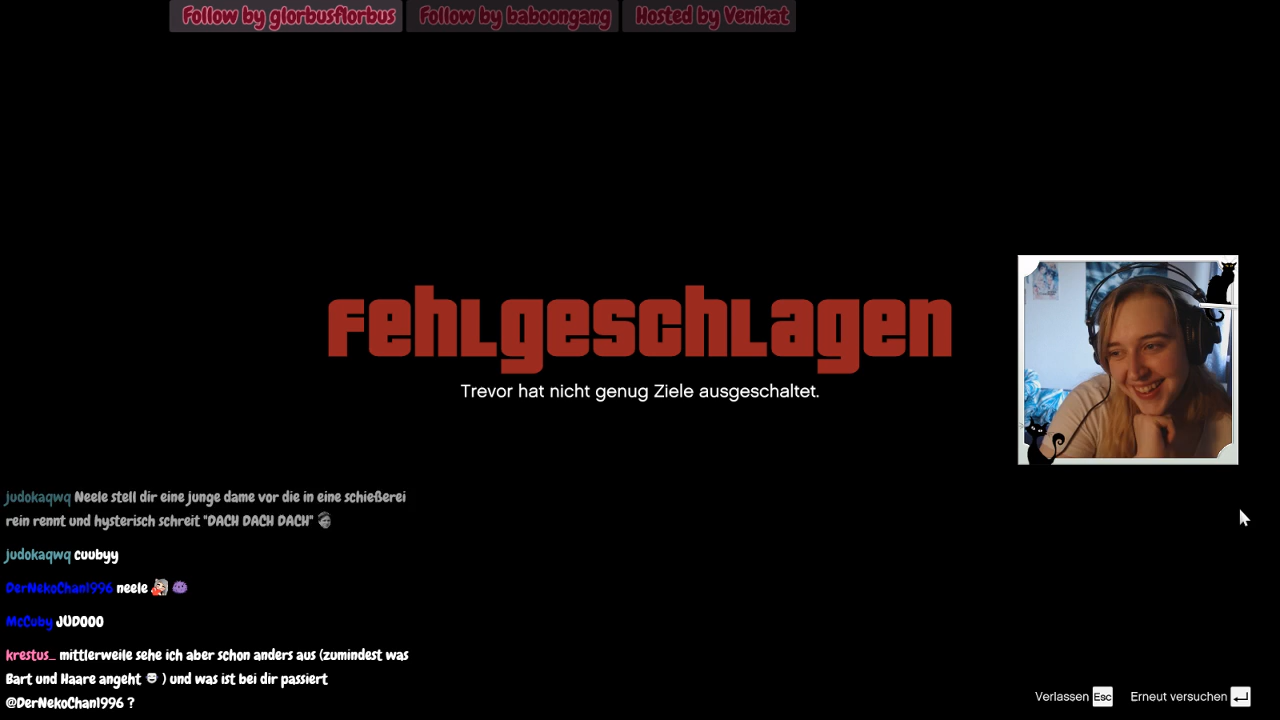 Follow by glorbusflorbus Follow by baboongang Hosted by Venikat
Fehlgeschlagen
Trevor hat nicht genug Ziele ausgeschaltet.
judokaqwq Neele stell dir eine junge dame vor die in eine schießerei
rein rennt und hysterisch schreit "DACH DACH DACH"
judokaqwq cuubyy
DerNekoChan1996 neele
McCuby JUDOOO
krestus_ mittlerweile sehe ich aber schon anders aus (zumindest was
Bart und Haare angeht ) und was ist bei dir passiert
@DerNekoChan1996 ?
Verlassen Esc Erneut versuchen